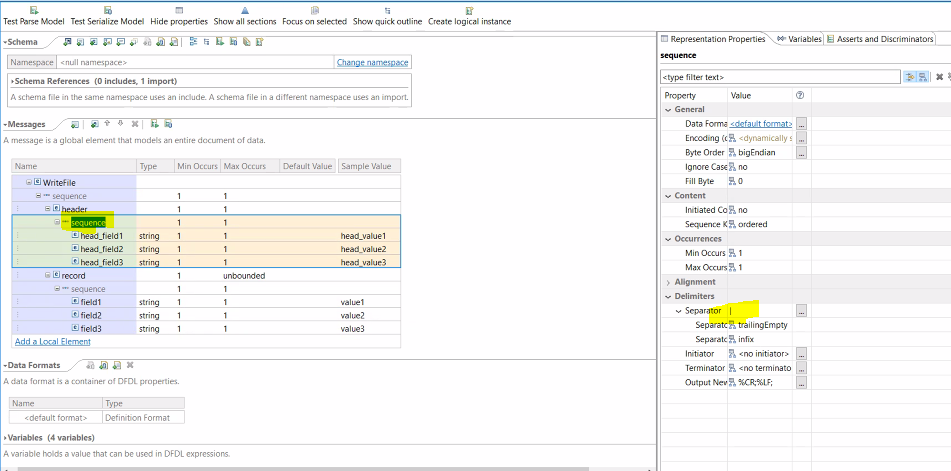 Test Parse Model Test Serialize Model Hide properties Show all sections Focus on selected Show quick outline Create logical instance
Schema
Namespace <null namespace> Change namespace
Schema References (0 includes, 1 import)
A schema file in the same namespace uses an include. A schema file in a different namespace uses an import.
Messages
A message is a global element that models an entire document of data.
Name Type Min Occurs Max Occurs Default Value Sample Value
WriteFile
sequence 1 1
header 1 1
sequence 1 1
head_field1 string 1 1 head_value1
head_field2 string 1 1 head_value2
head_field3 string 1 1 head_value3
record 1 unbounded
sequence 1 1
field1 string 1 1 value1
field2 string 1 1 value2
field3 string 1 1 value3
Add a Local Element
Data Formats
A data format is a container of DFDL properties.
Name Type
<default format> Definition Format
Variables (4 variables)
A variable holds a value that can be used in DFDL expressions.
Representation Properties Variables Asserts and Discriminators
sequence
<type filter text>
Property Value
General
Data Forma <default format> ...
Encoding (c <dynamically s ...
Byte Order bigEndian ...
Ignore Case no
Fill Byte 0
Content
Initiated Co no
Sequence K ordered
Occurrences
Min Occurs 1
Max Occurs 1
Alignment
Delimiters
Separator | ...
Separatc trailingEmpty
Separatc infix
Initiator <no initiator> ...
Terminator <no terminato ...
Output New %CR;%LF; ...